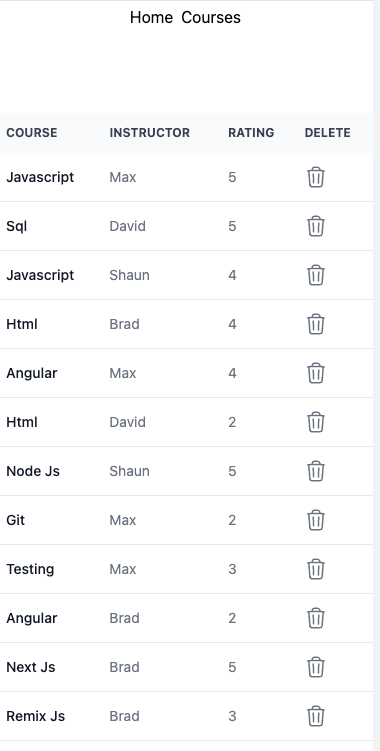 Home Courses
COURSE INSTRUCTOR RATING DELETE
Javascript Max 5
Sql David 5
Javascript Shaun 4
Html Brad 4
Angular Max 4
Html David 2
Node Js Shaun 5
Git Max 2
Testing Max 3
Angular Brad 2
Next Js Brad 5
Remix Js Brad 3